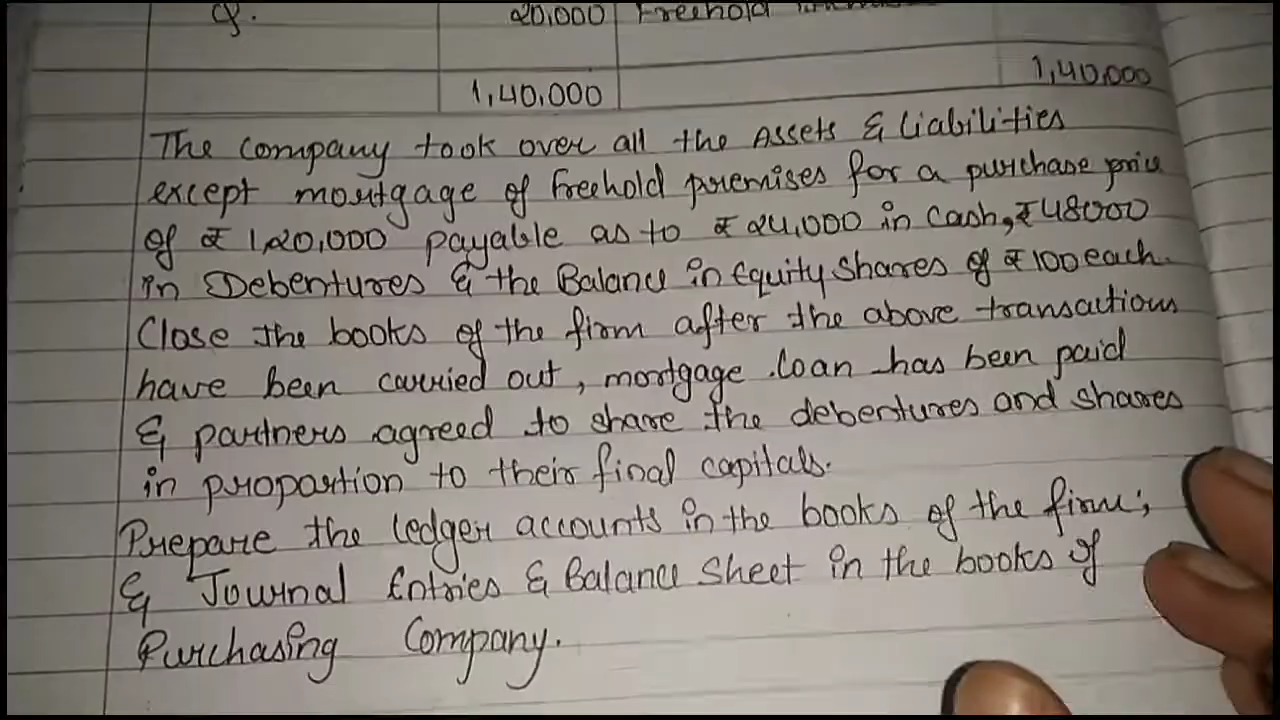 20,000 Freehold
1,40,000 1,40,000
The company took over all the Assets & Liabilities
except mortgage of Freehold premises for a purchase price
of ₹ 1,20,000 payable as to ₹ 24,000 in Cash, ₹ 48000
in Debentures & the Balance in Equity Shares of ₹ 100 each.
Close the books of the firm after the above transactions
have been carried out, mortgage loan has been paid
& partners agreed to share the debentures and shares
in proportion to their final capitals.
Prepare the ledger accounts in the books of the firm;
& Journal Entries & Balance Sheet in the books of
Purchasing Company.